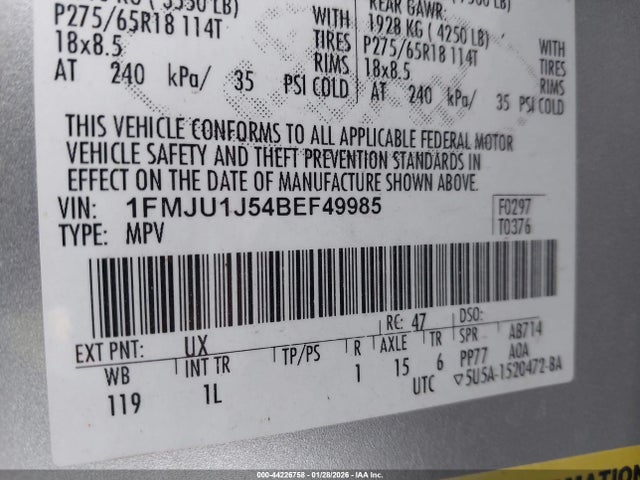 P275/65R18 114T WITH
18x8.5 TIRES
RIMS
AT 240 kPa/ 35 PSI COLD
REAR GAWR:
1928 KG ( 4250 LB)
P275/65R18 114T WITH
18x8.5 TIRES
RIMS
AT 240 kPa/ 35 PSI COLD
THIS VEHICLE CONFORMS TO ALL APPLICABLE FEDERAL MOTOR
VEHICLE SAFETY AND THEFT PREVENTION STANDARDS IN
EFFECT ON THE DATE OF MANUFACTURE SHOWN ABOVE.
VIN: 1FMJU1J54BEF49985
TYPE: MPV
F0297
T0376
RC: 47 DSO:
EXT PNT: UX
WB INT TR TP/PS R AXLE TR SPR AB714
119 1L 1 15 6 PP77 AOA
UTC ▽5U5A-1520472-BA
000-44226758 - 01/28/2026 - IAA Inc.